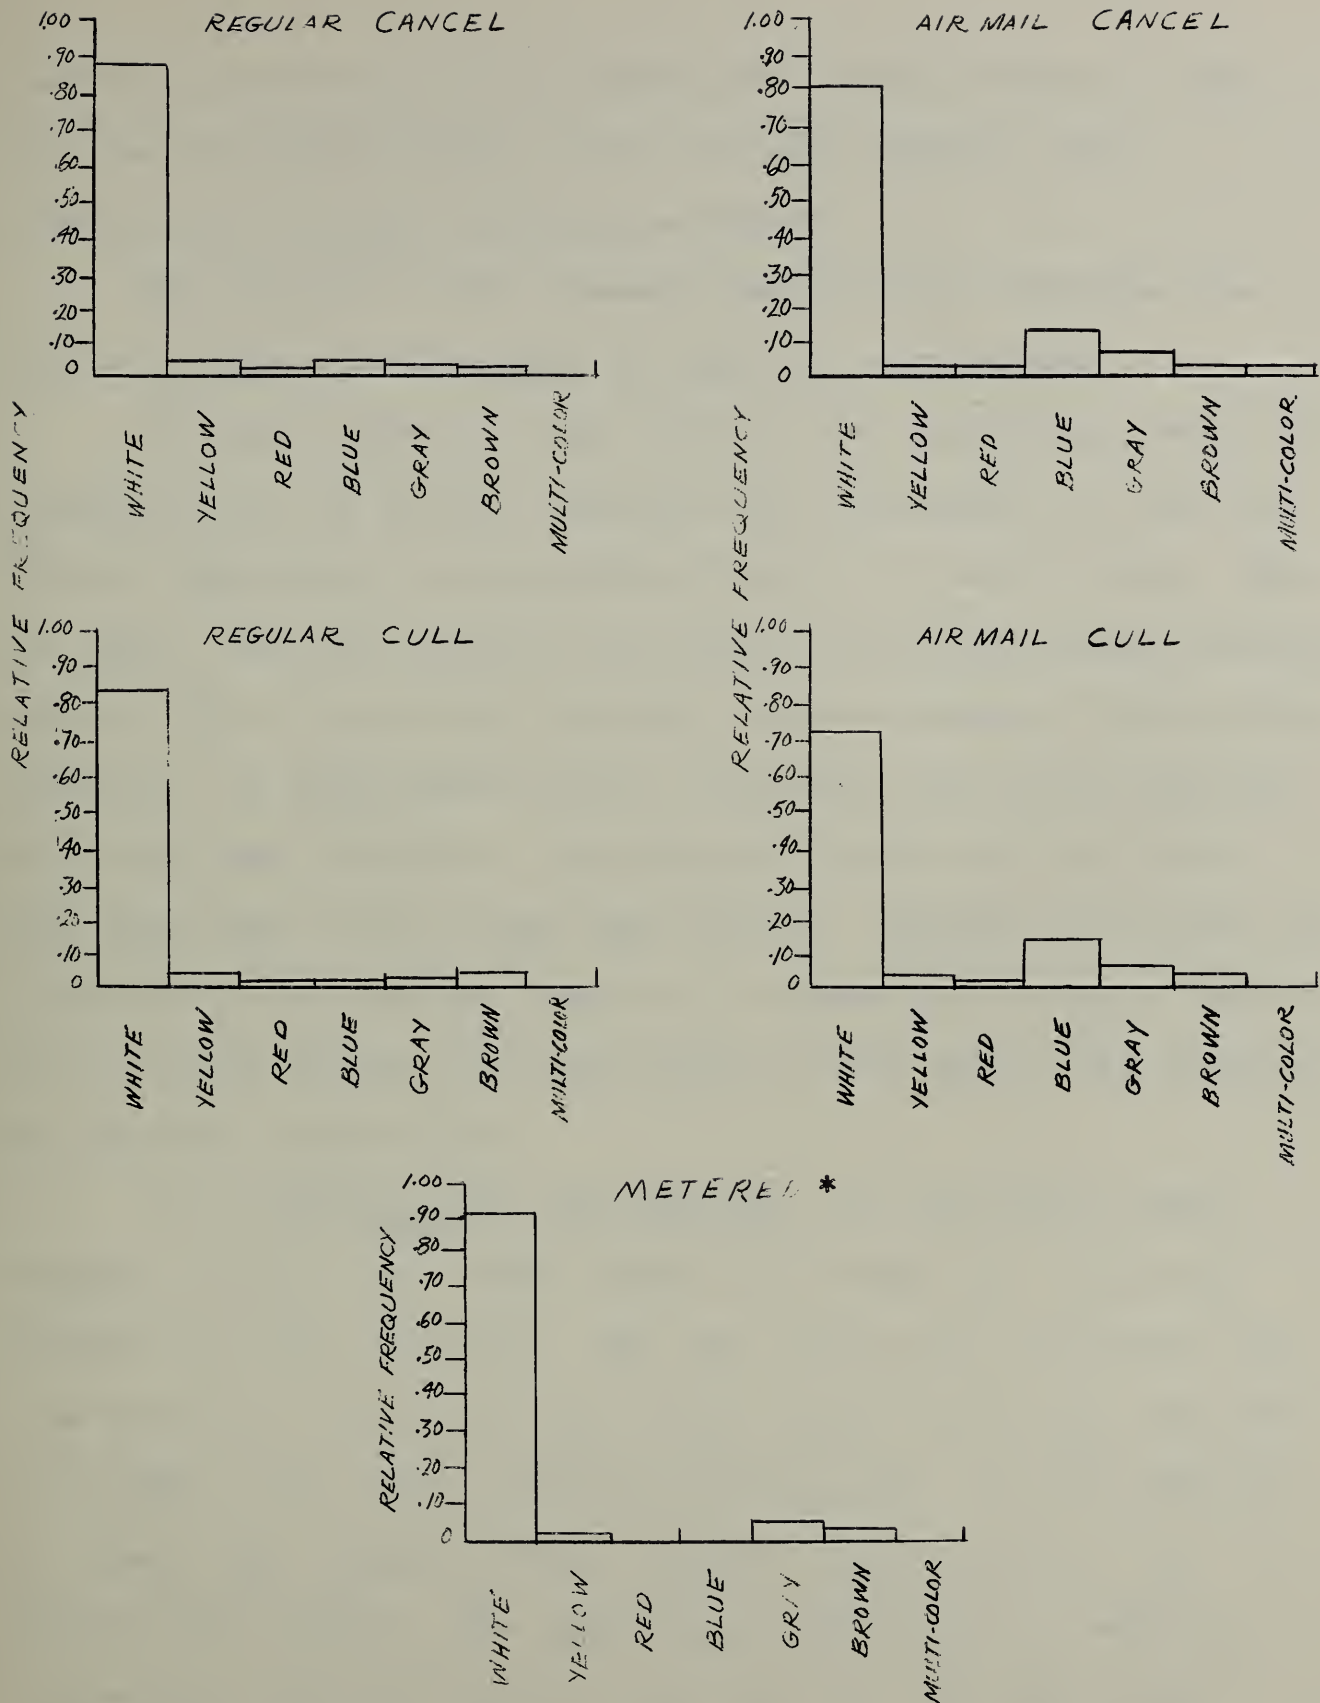 REGULAR CANCEL
1.00
.90
.80
.70
.60
.50
.40
.30
.20
.10
0
RELATIVE FREQUENCY
WHITE
YELLOW
RED
BLUE
GRAY
BROWN
MULTI-COLOR
AIR MAIL CANCEL
1.00
.90
.80
.70
.60
.50
.40
.30
.20
.10
0
RELATIVE FREQUENCY
WHITE
YELLOW
RED
BLUE
GRAY
BROWN
MULTI-COLOR
REGULAR CULL
1.00
.90
.80
.70
.60
.50
.40
.30
.20
.10
0
WHITE
YELLOW
RED
BLUE
GRAY
BROWN
MULTI-COLOR
AIR MAIL CULL
1.00
.90
.80
.70
.60
.50
.40
.30
.20
.10
0
WHITE
YELLOW
RED
BLUE
GRAY
BROWN
MULTI-COLOR
METERED *
1.00
.90
.80
.70
.60
.50
.40
.30
.20
.10
0
RELATIVE FREQUENCY
WHITE
YELLOW
RED
BLUE
GRAY
BROWN
MULTI-COLOR